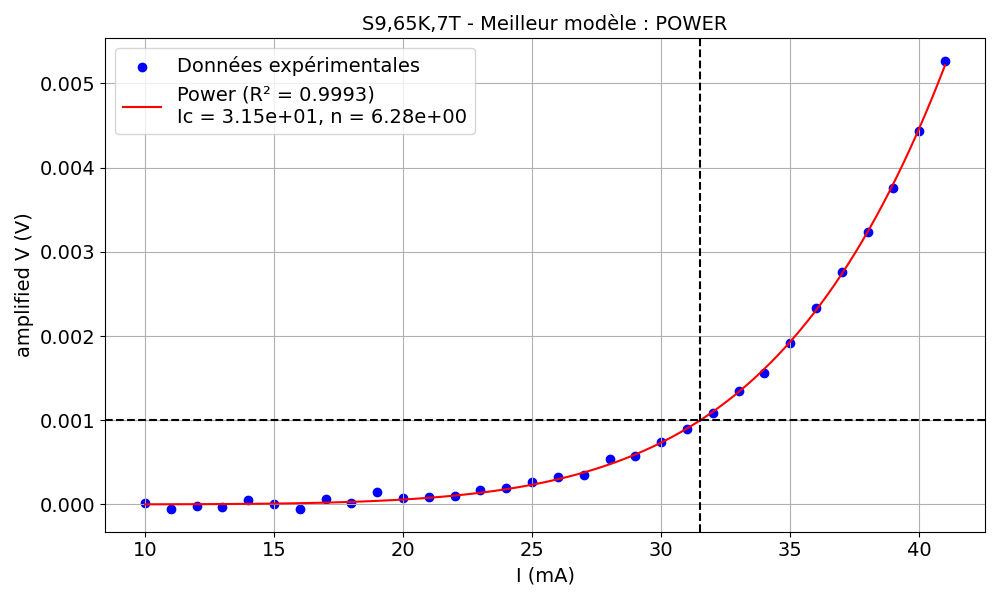 S9,65K,7T - Meilleur modèle : POWER
Données expérimentales
Power (R² = 0.9993)
Ic = 3.15e+01, n = 6.28e+00
0.005
0.004
0.003
0.002
0.001
0.000
amplified V (V)
10 15 20 25 30 35 40
I (mA)